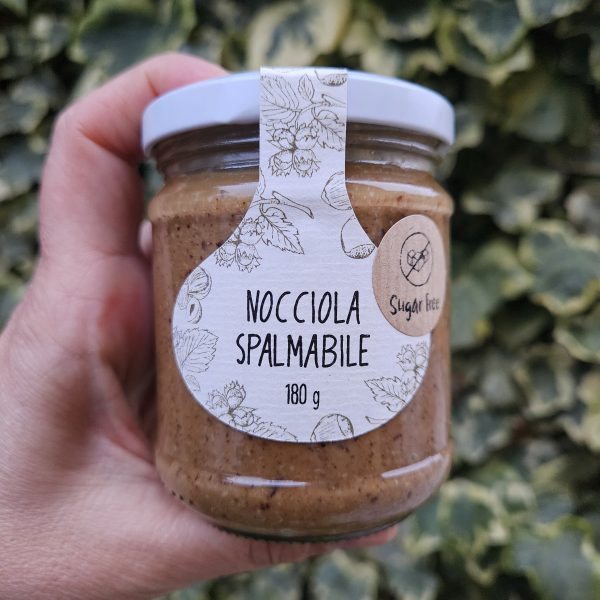 NOCCIOLA
SPALMABILE
180 g
Sugar Free